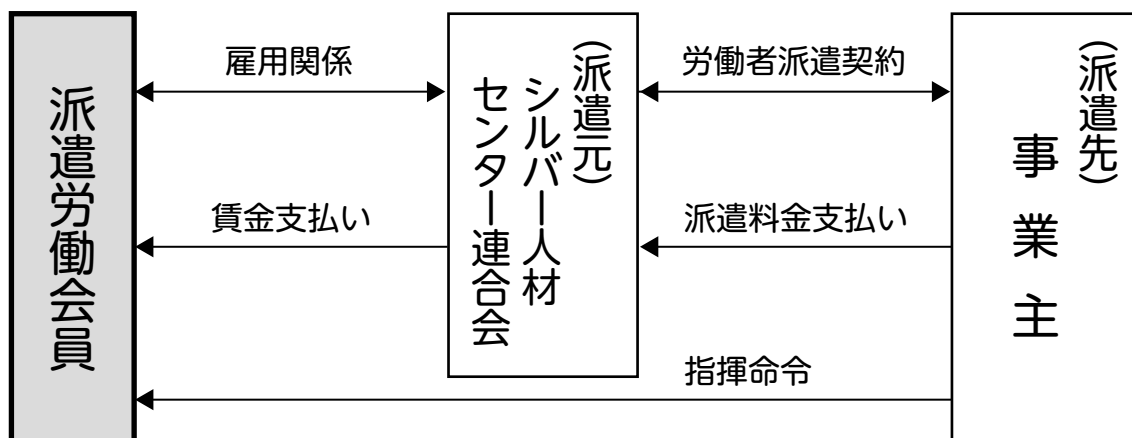 派遣労働会員
雇用関係
賃金支払い
(派遣元)
シルバー人材
センター連合会
労働者派遣契約
派遣料金支払い
指揮命令
(派遣先)
事業主